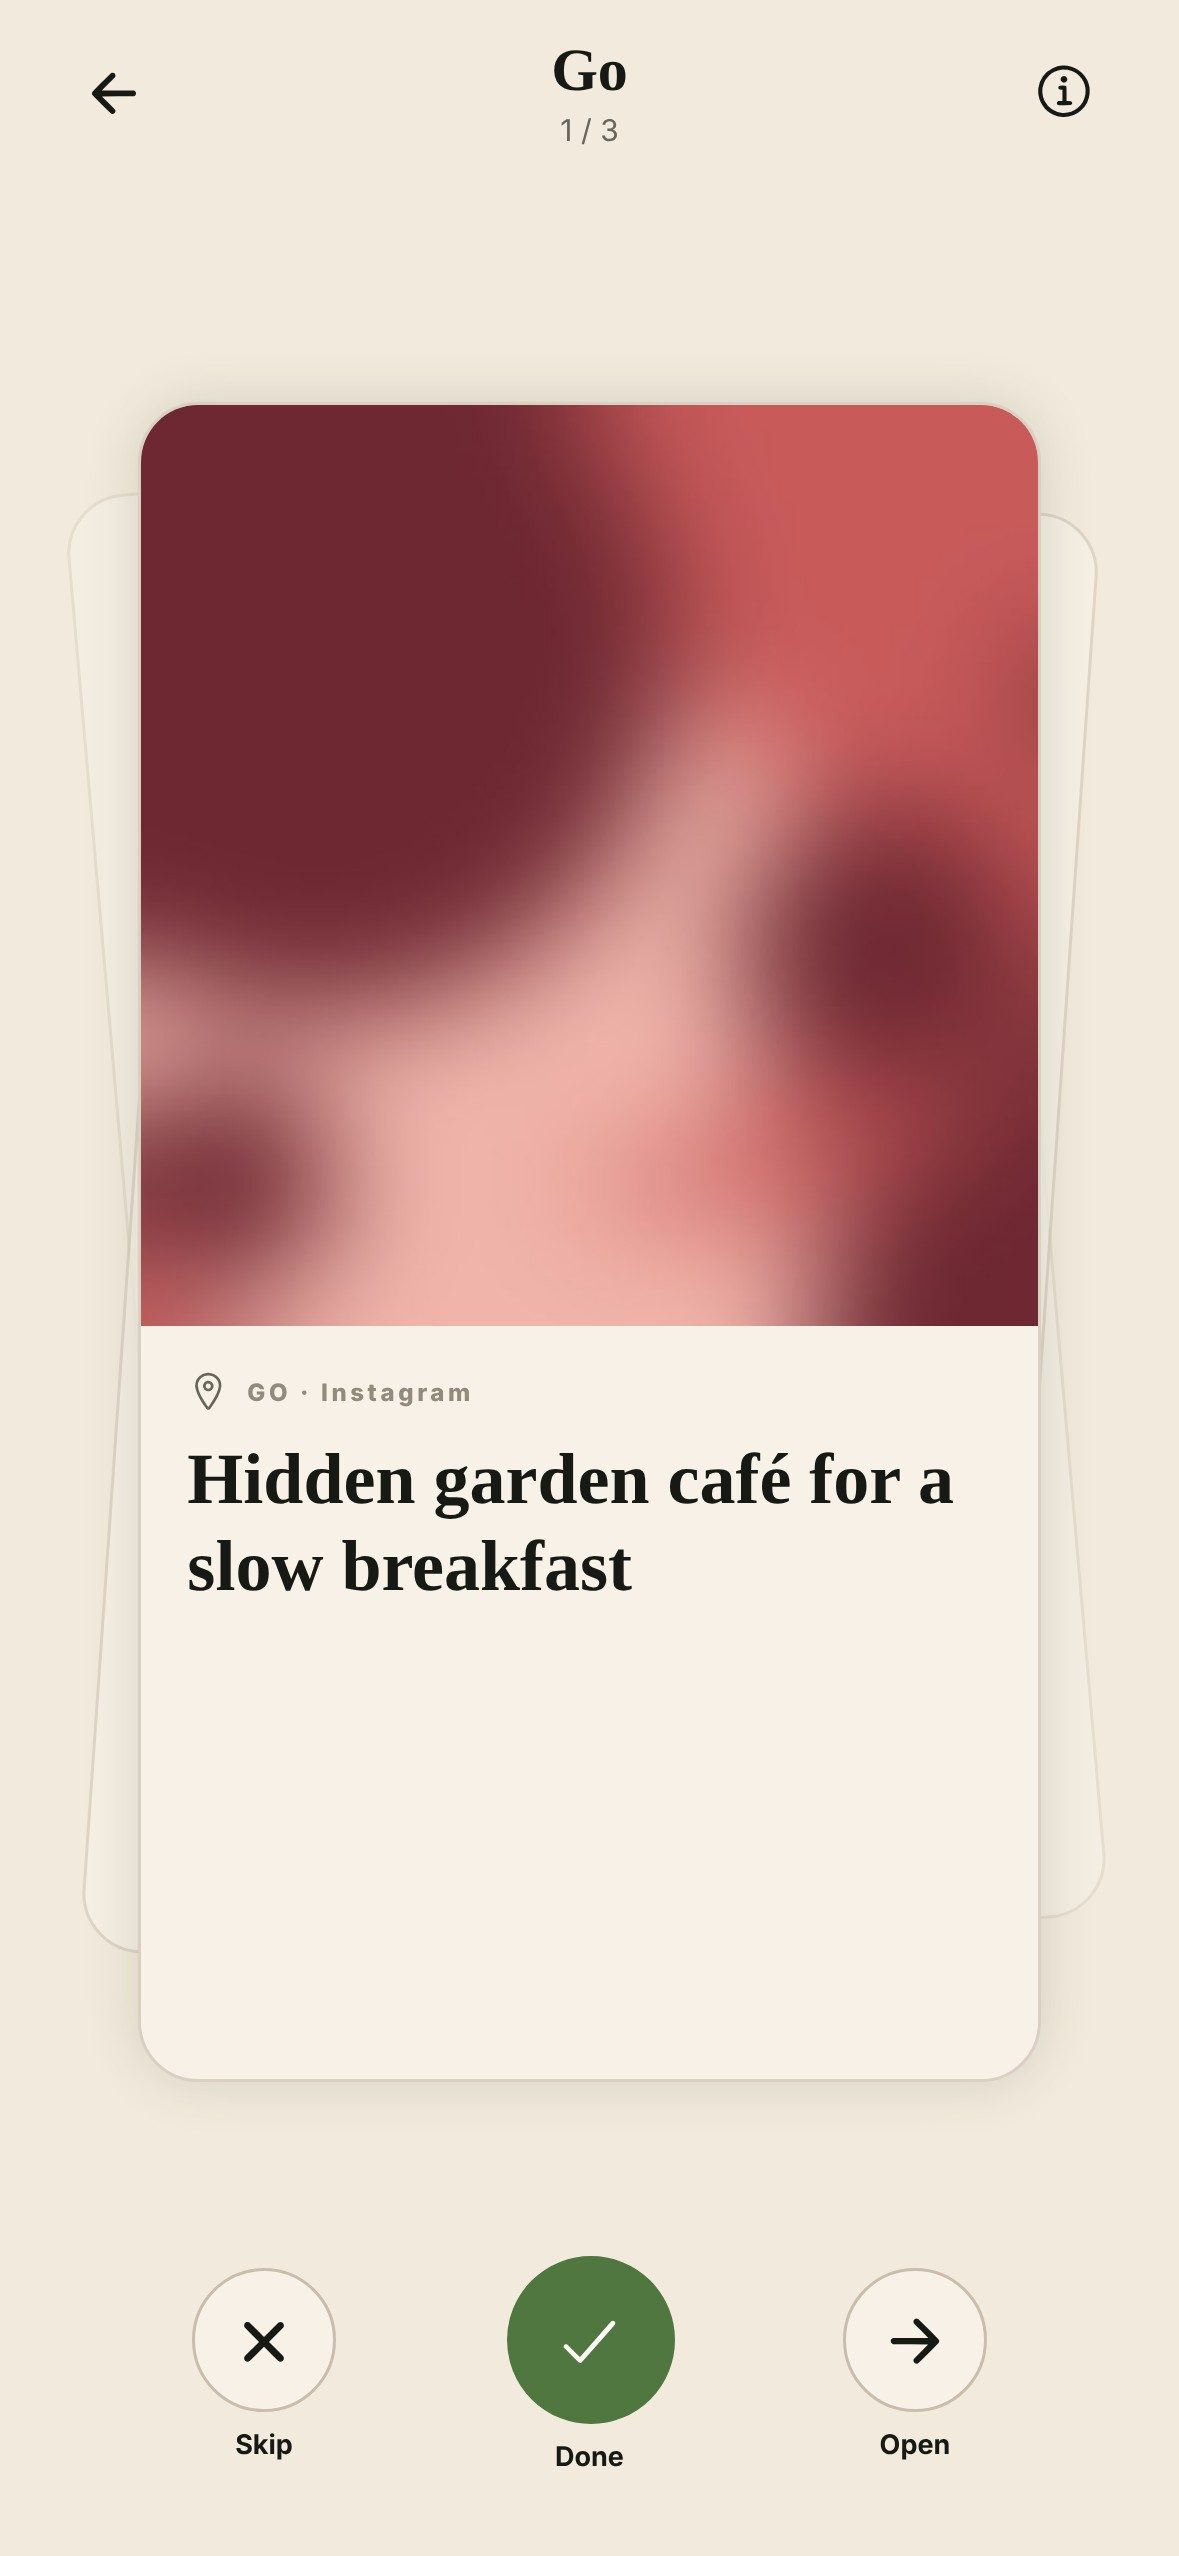 Go
1 / 3
GO · Instagram
Hidden garden café for a
slow breakfast
Skip
Done
Open